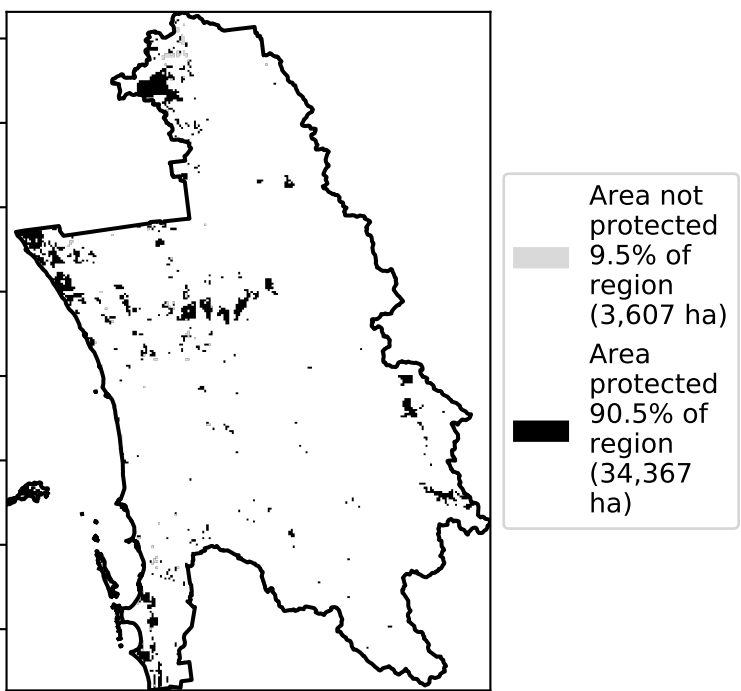 Area not
protected
9.5% of
region
(3,607 ha)
Area
protected
90.5% of
region
(34,367
ha)